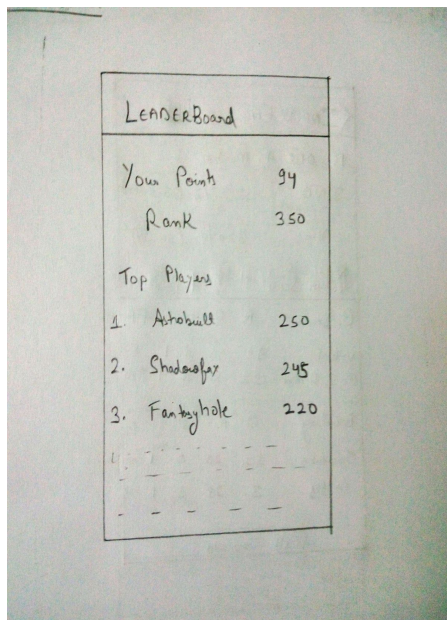 LEADERBoard
Your Points 94
Rank 350
Top Players
1. Astrobull 250
2. Shadowfax 245
3. Fantasyhole 220